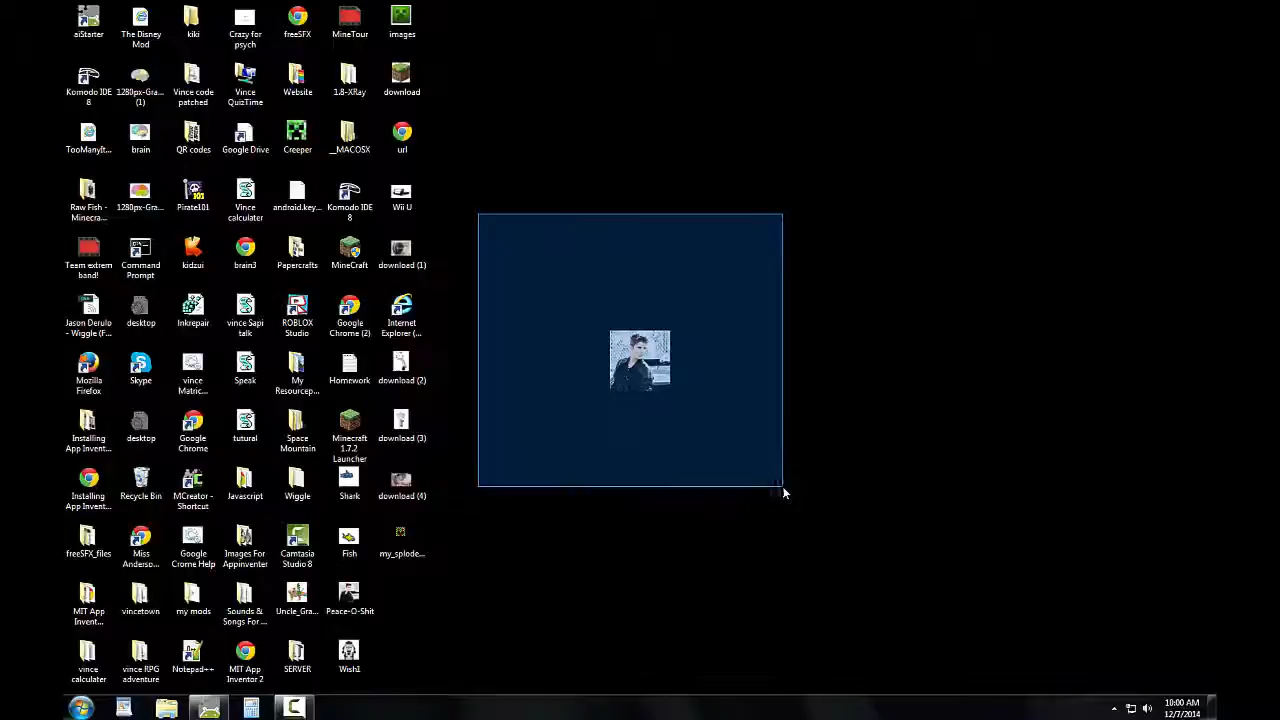 aiStarter
The Disney
Mod
kiki
Crazy for
psych
freeSFX
MineTour
images
Komodo IDE
8
1280px-Gra...
(1)
Vince code
patched
Vince
QuizTime
Website
1.8-XRay
download
TooManyIt...
brain
QR codes
Google Drive
Creeper
__MACOSX
url
Raw Fish -
Minecra...
1280px-Gra...
Pirate101
Vince
calculater
android.key...
Komodo IDE
8
Wii U
Team extrem
band!
Command
Prompt
kidzui
brain3
Papercrafts
MineCraft
download (1)
Jason Derulo
- Wiggle (F...
desktop
Inkrepair
vince Sapi
talk
ROBLOX
Studio
Google
Chrome (2)
Internet
Explorer (...
Mozilla
Firefox
Skype
vince
Matric...
Speak
My
Resourcep...
Homework
download (2)
Installing
App Invent...
desktop
Google
Chrome
tutural
Space
Mountain
Minecraft
1.7.2
Launcher
download (3)
Installing
App Invent...
Recycle Bin
MCreator -
Shortcut
Javascript
Wiggle
Shark
download (4)
freeSFX_files
Miss
Anderso...
Google
Crome Help
Images For
Appinventer
Camtasia
Studio 8
Fish
my_splode...
MIT App
Invent...
vincetown
my mods
Sounds &
Songs For ...
Uncle_Gra...
Peace-O-Shit
vince
calculater
vince RPG
adventure
Notepad++
MIT App
Inventor 2
SERVER
Wish1
10:00 AM
12/7/2014